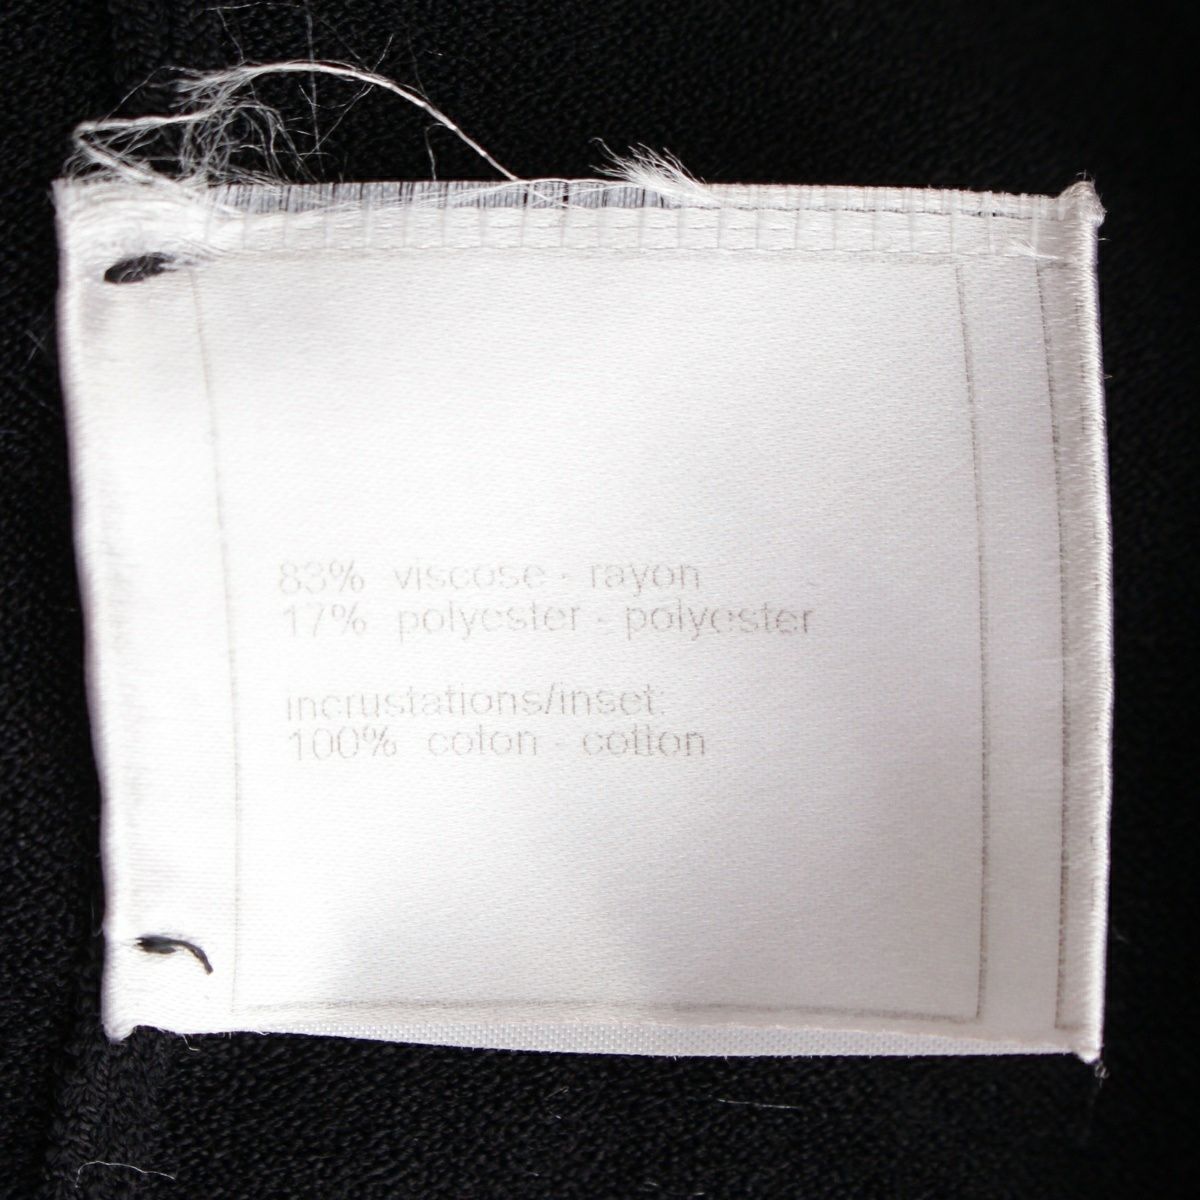 83% viscose - rayon
17% polyester - polyester
incrustations/inset:
100% coton - cotton